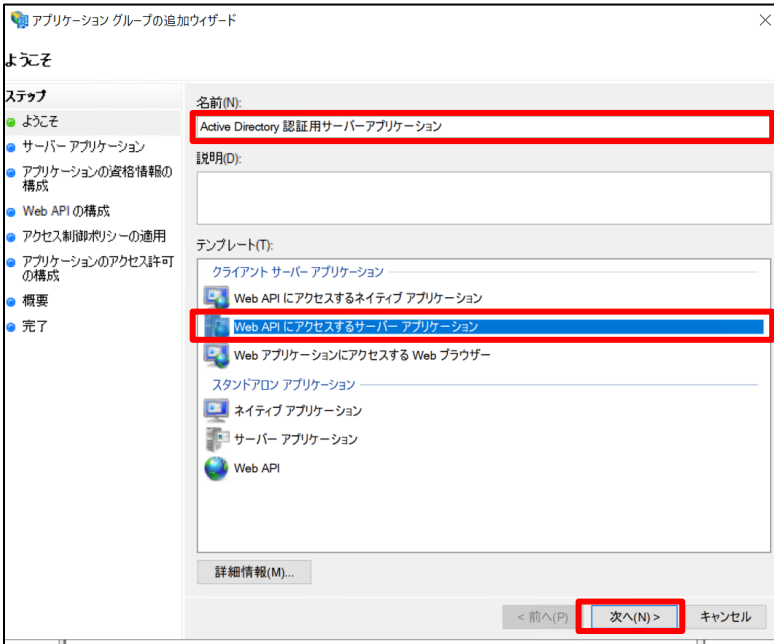 アプリケーション グループの追加ウィザード
ようこそ
ステップ
ようこそ
サーバー アプリケーション
アプリケーションの資格情報の
構成
Web API の構成
アクセス制御ポリシーの適用
アプリケーションのアクセス許可
の構成
概要
完了
名前(N):
Active Directory 認証用サーバーアプリケーション
説明(D):
テンプレート(T):
クライアント サーバー アプリケーション
Web API にアクセスするネイティブ アプリケーション
Web API にアクセスするサーバー アプリケーション
Web アプリケーションにアクセスする Web ブラウザー
スタンドアロン アプリケーション
ネイティブ アプリケーション
サーバー アプリケーション
Web API
詳細情報(M)...
< 前へ(P)
次へ(N) >
キャンセル